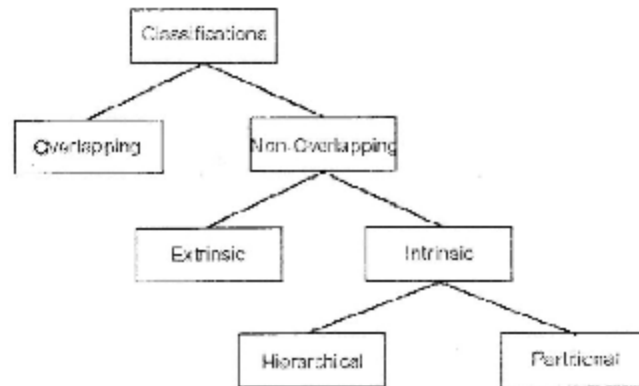 Classifications
Overlapping
Non-Overlapping
Extrinsic
Intrinsic
Hierarchical
Partitional